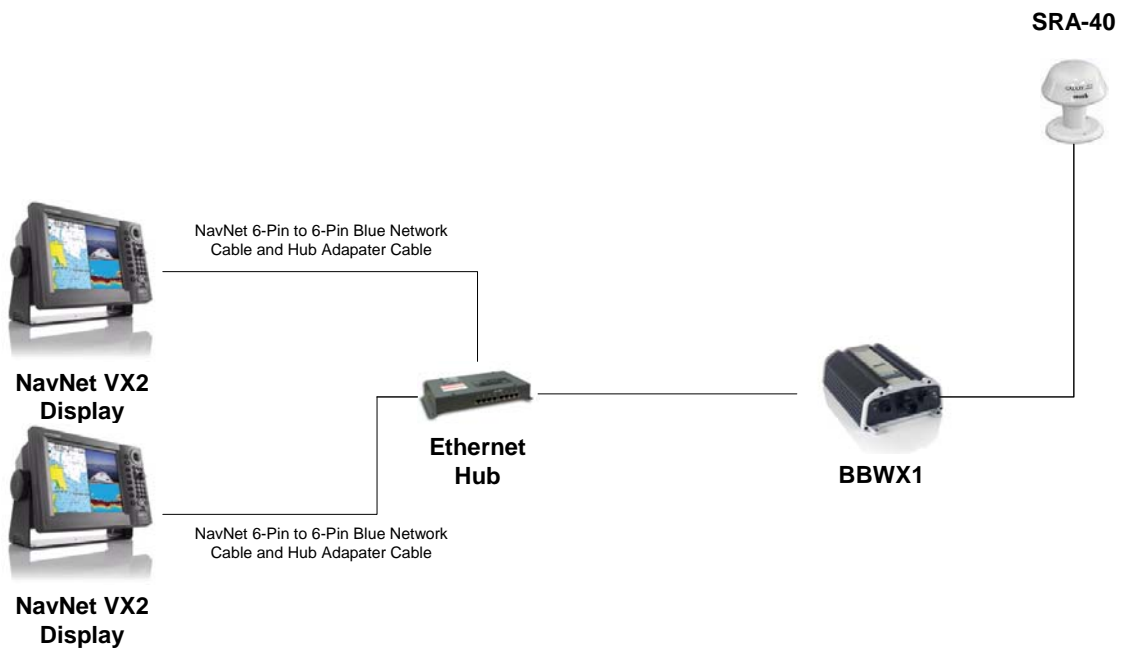 SRA-40
NavNet 6-Pin to 6-Pin Blue Network
Cable and Hub Adapater Cable
NavNet VX2
Display
Ethernet
Hub
BBWX1
NavNet 6-Pin to 6-Pin Blue Network
Cable and Hub Adapater Cable
NavNet VX2
Display